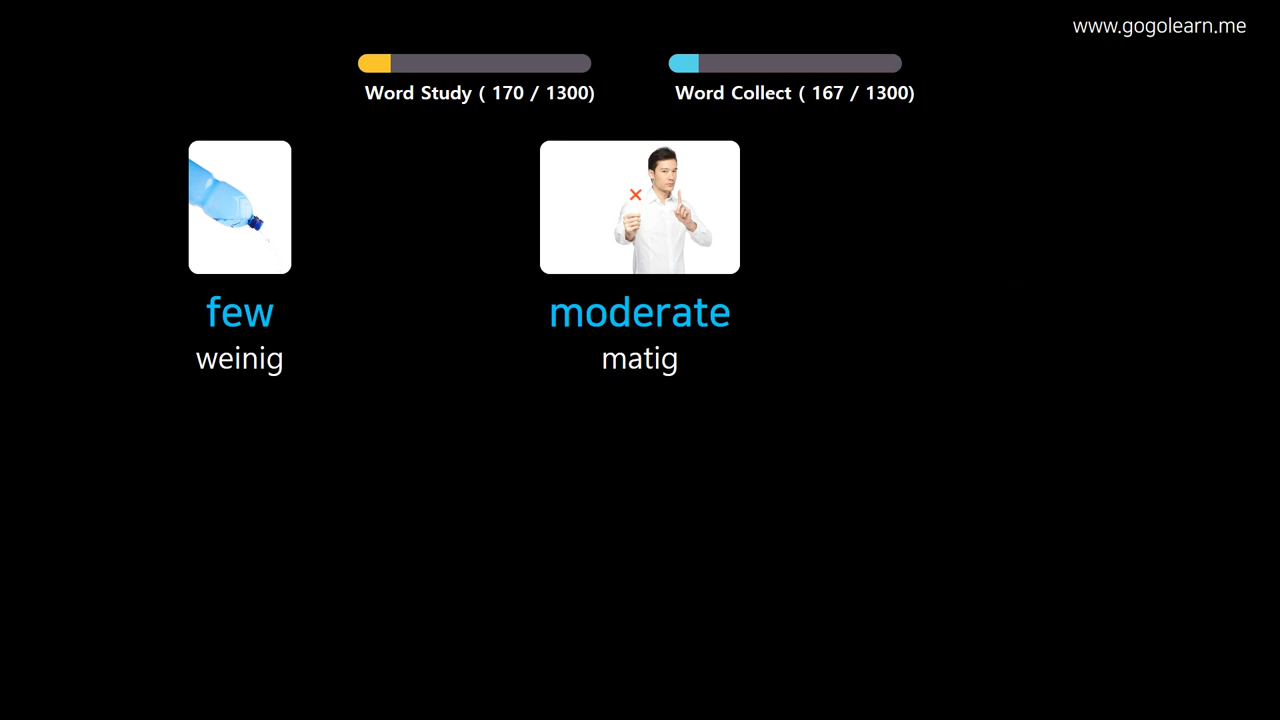 www.gogolearn.me
Word Study ( 170 / 1300)
Word Collect ( 167 / 1300)
few
moderate
weinig
matig